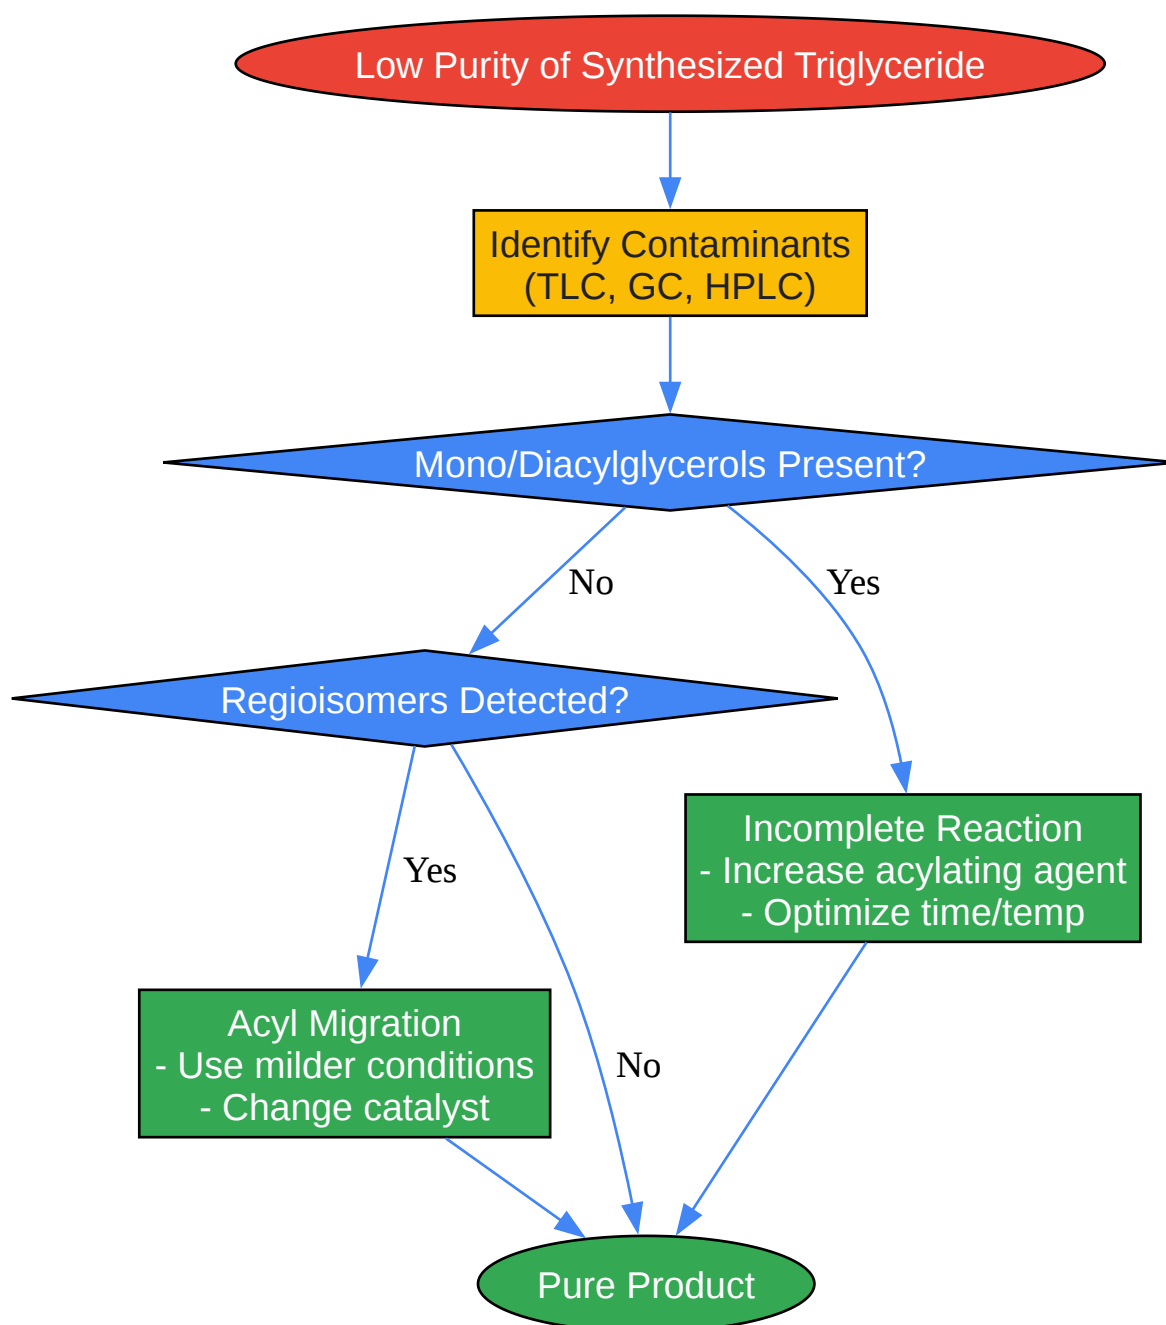 Low Purity of Synthesized Triglyceride
Identify Contaminants
(TLC, GC, HPLC)
Mono/Diacylglycerols Present?
No
Yes
Regioisomers Detected?
Incomplete Reaction
- Increase acylating agent
- Optimize time/temp
Yes
Acyl Migration
- Use milder conditions
- Change catalyst
No
Pure Product